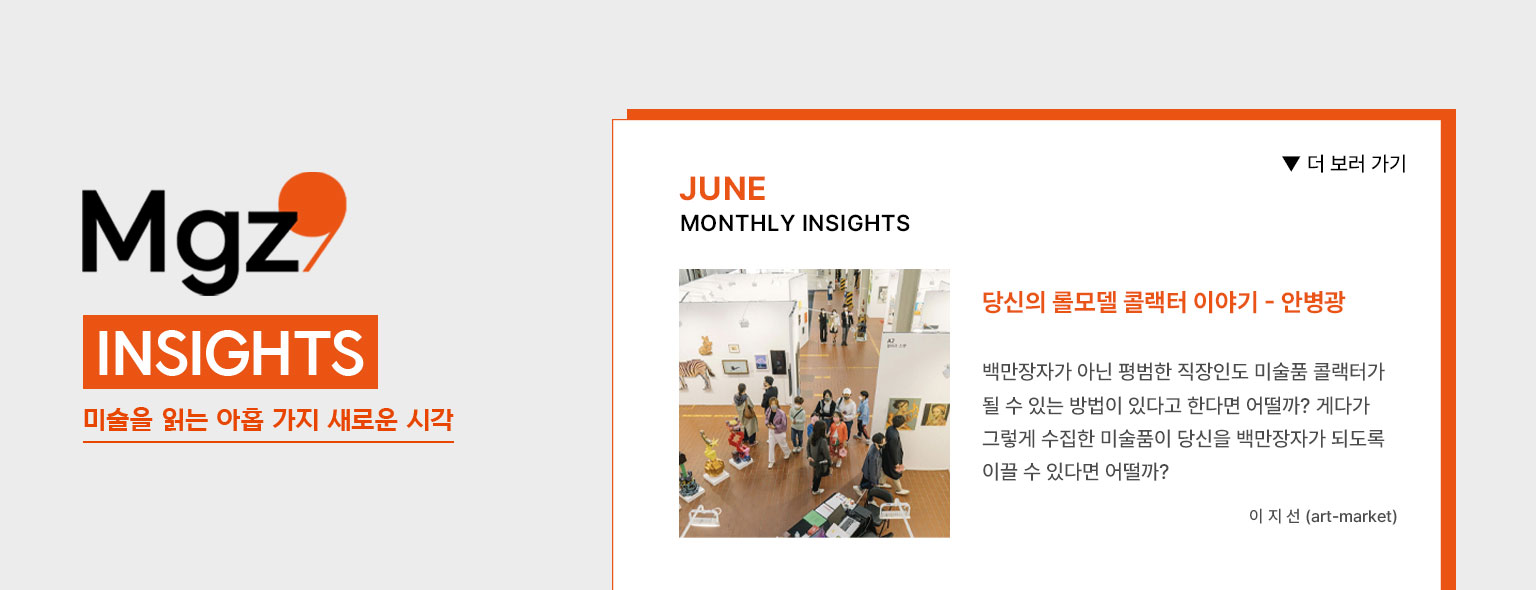 Mgz9
INSIGHTS
미술을 읽는 아홉 가지 새로운 시각
▼ 더 보러 가기
JUNE
MONTHLY INSIGHTS
당신의 롤모델 콜랙터 이야기 - 안병광
백만장자가 아닌 평범한 직장인도 미술품 콜랙터가
될 수 있는 방법이 있다고 한다면 어떨까? 게다가
그렇게 수집한 미술품이 당신을 백만장자가 되도록
이끌 수 있다면 어떨까?
이 지 선 (art-market)
A2